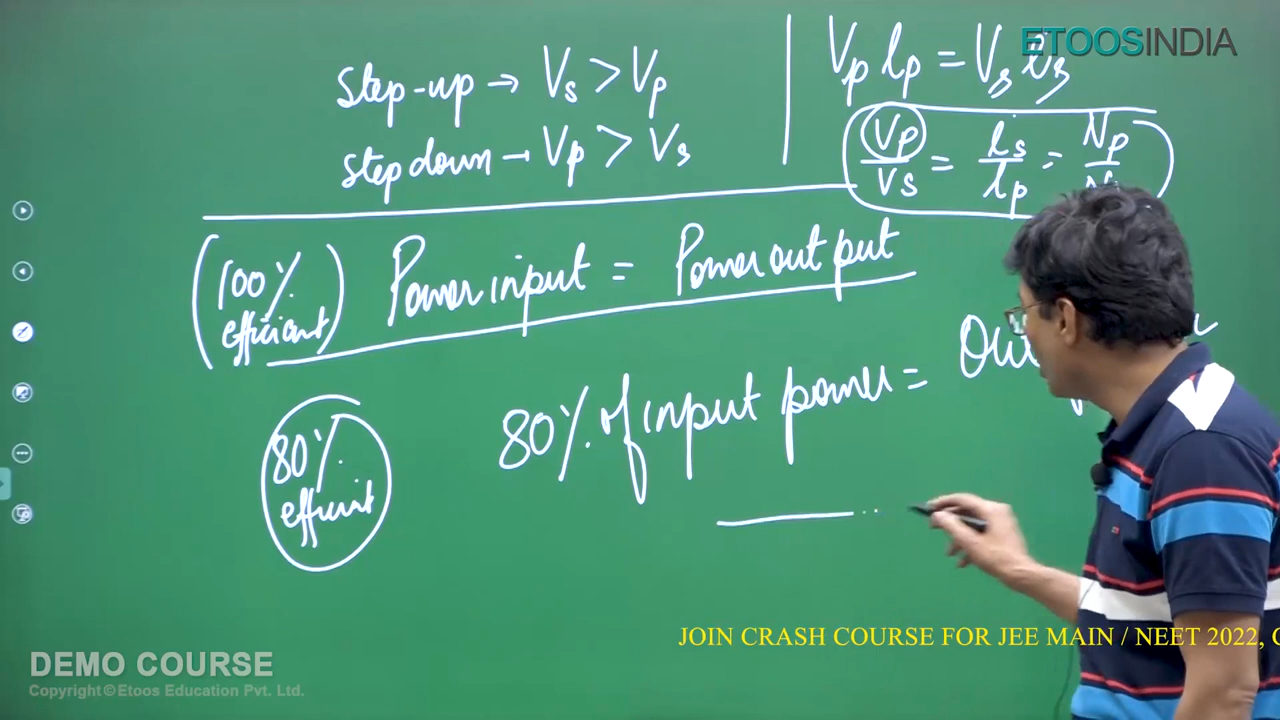 ETOOSINDIA
Step-up → Vs > Vp
Step down → Vp > Vs
Vp ip = Vs is
Vp/Vs = is/ip = Np/
(100% efficient) Power input = Power out put
80% efficient
80% of input power =
JOIN CRASH COURSE FOR JEE MAIN / NEET 2022,
DEMO COURSE
Copyright © Etoos Education Pvt. Ltd.